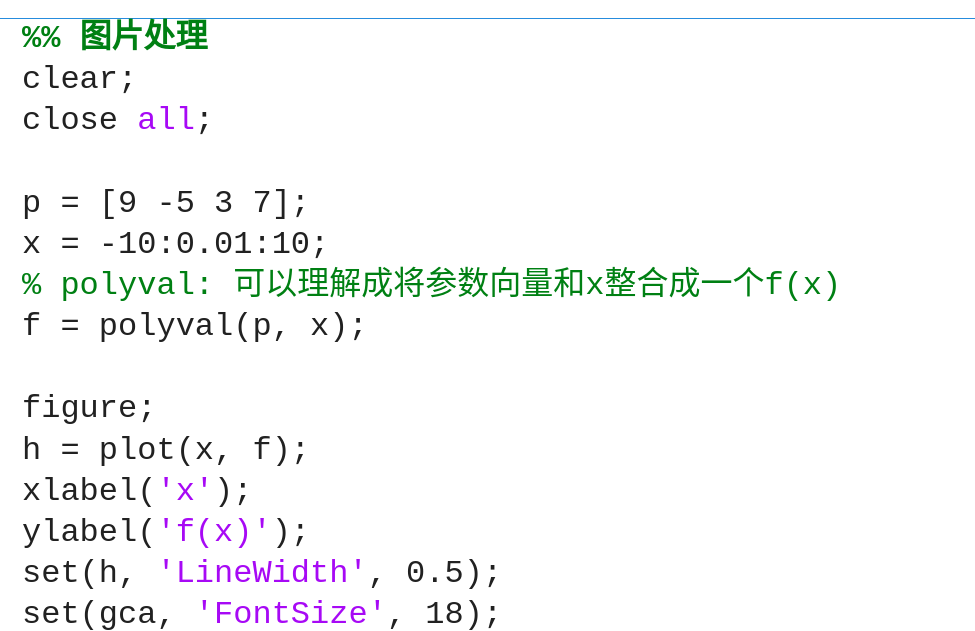 %% 图片处理
clear;
close all;
p = [9 -5 3 7];
x = -10:0.01:10;
% polyval: 可以理解成将参数向量和x整合成一个f(x)
f = polyval(p, x);
figure;
h = plot(x, f);
xlabel('x');
ylabel('f(x)');
set(h, 'LineWidth', 0.5);
set(gca, 'FontSize', 18);